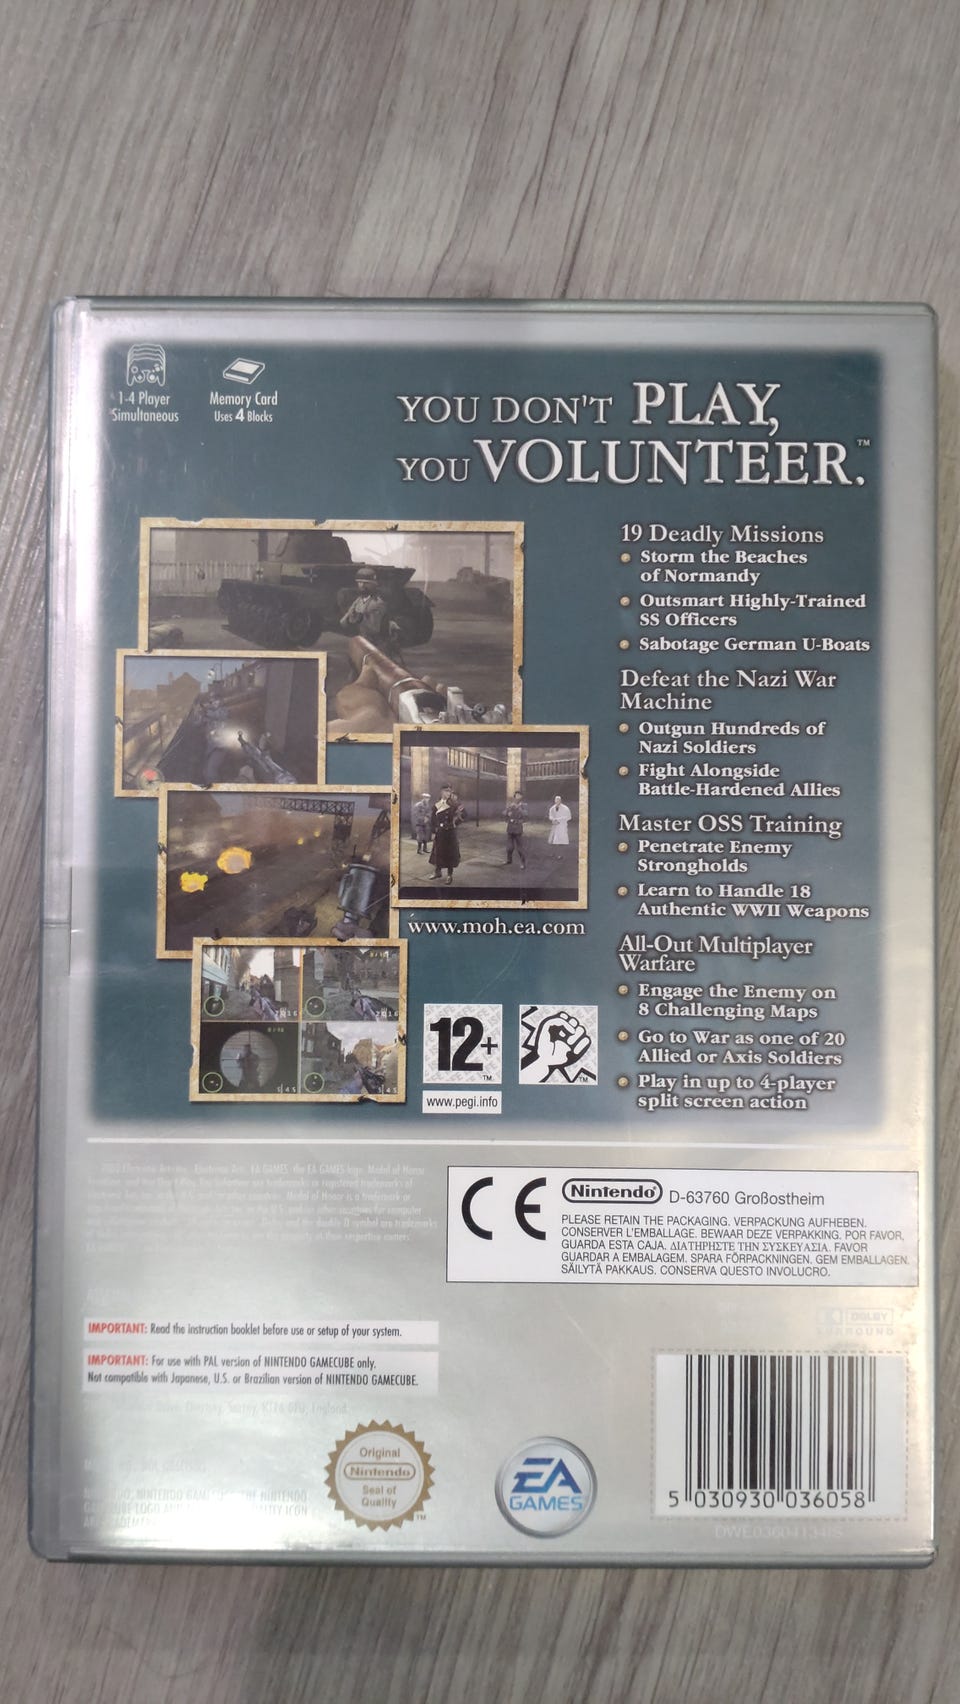 1-4 Player
Simultaneous
Memory Card
Uses 4 Blocks
YOU DON'T PLAY,
YOU VOLUNTEER.™
19 Deadly Missions
Storm the Beaches
of Normandy
Outsmart Highly-Trained
SS Officers
Sabotage German U-Boats
Defeat the Nazi War
Machine
Outgun Hundreds of
Nazi Soldiers
Fight Alongside
Battle-Hardened Allies
Master OSS Training
Penetrate Enemy
Strongholds
Learn to Handle 18
Authentic WWII Weapons
www.moh.ea.com
All-Out Multiplayer
Warfare
Engage the Enemy on
8 Challenging Maps
Go to War as one of 20
Allied or Axis Soldiers
Play in up to 4-player
split screen action
12+
TM
TM
www.pegi.info
CE
Nintendo D-63760 Großostheim
PLEASE RETAIN THE PACKAGING. VERPACKUNG AUFHEBEN.
CONSERVER L'EMBALLAGE. BEWAAR DEZE VERPAKKING. POR FAVOR,
GUARDA ESTA CAJA. ΔΙΑΤΗΡΗΣΤΕ ΤΗΝ ΣΥΣΚΕΥΑΣΙΑ. FAVOR
GUARDAR A EMBALAGEM. SPARA FÖRPACKNINGEN. GEM EMBALLAGEN.
SÄILYTÄ PAKKAUS. CONSERVA QUESTO INVOLUCRO.
DOLBY
SURROUND
IMPORTANT: Read the instruction booklet before use or setup of your system.
IMPORTANT: For use with PAL version of NINTENDO GAMECUBE only.
Not compatible with Japanese, U.S. or Brazilian version of NINTENDO GAMECUBE.
Original
Nintendo
Seal of
Quality
TM
EA
GAMES
5 030930 036058